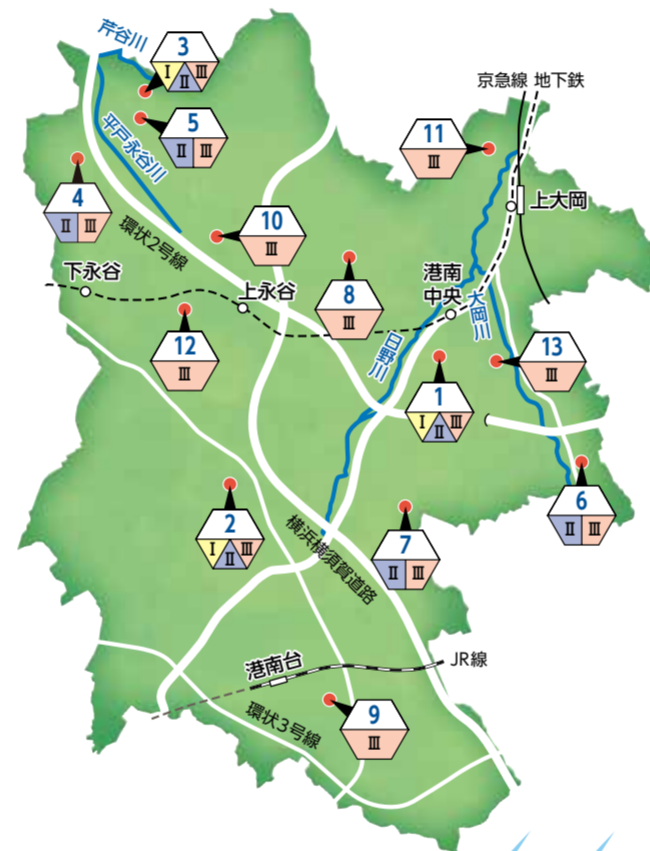 芹谷川
3
Ⅰ Ⅱ Ⅲ
京急線 地下鉄
5
Ⅱ Ⅲ
平戸永谷川
11
Ⅲ
4
Ⅱ Ⅲ
上大岡
環状2号線
10
Ⅲ
下永谷
上永谷
8
Ⅲ
港南
中央
大岡川
日野川
12
Ⅲ
13
Ⅲ
1
Ⅰ Ⅱ Ⅲ
2
Ⅰ Ⅱ Ⅲ
6
Ⅱ Ⅲ
横浜横須賀道路
7
Ⅱ Ⅲ
港南台
JR線
環状3号線
9
Ⅲ